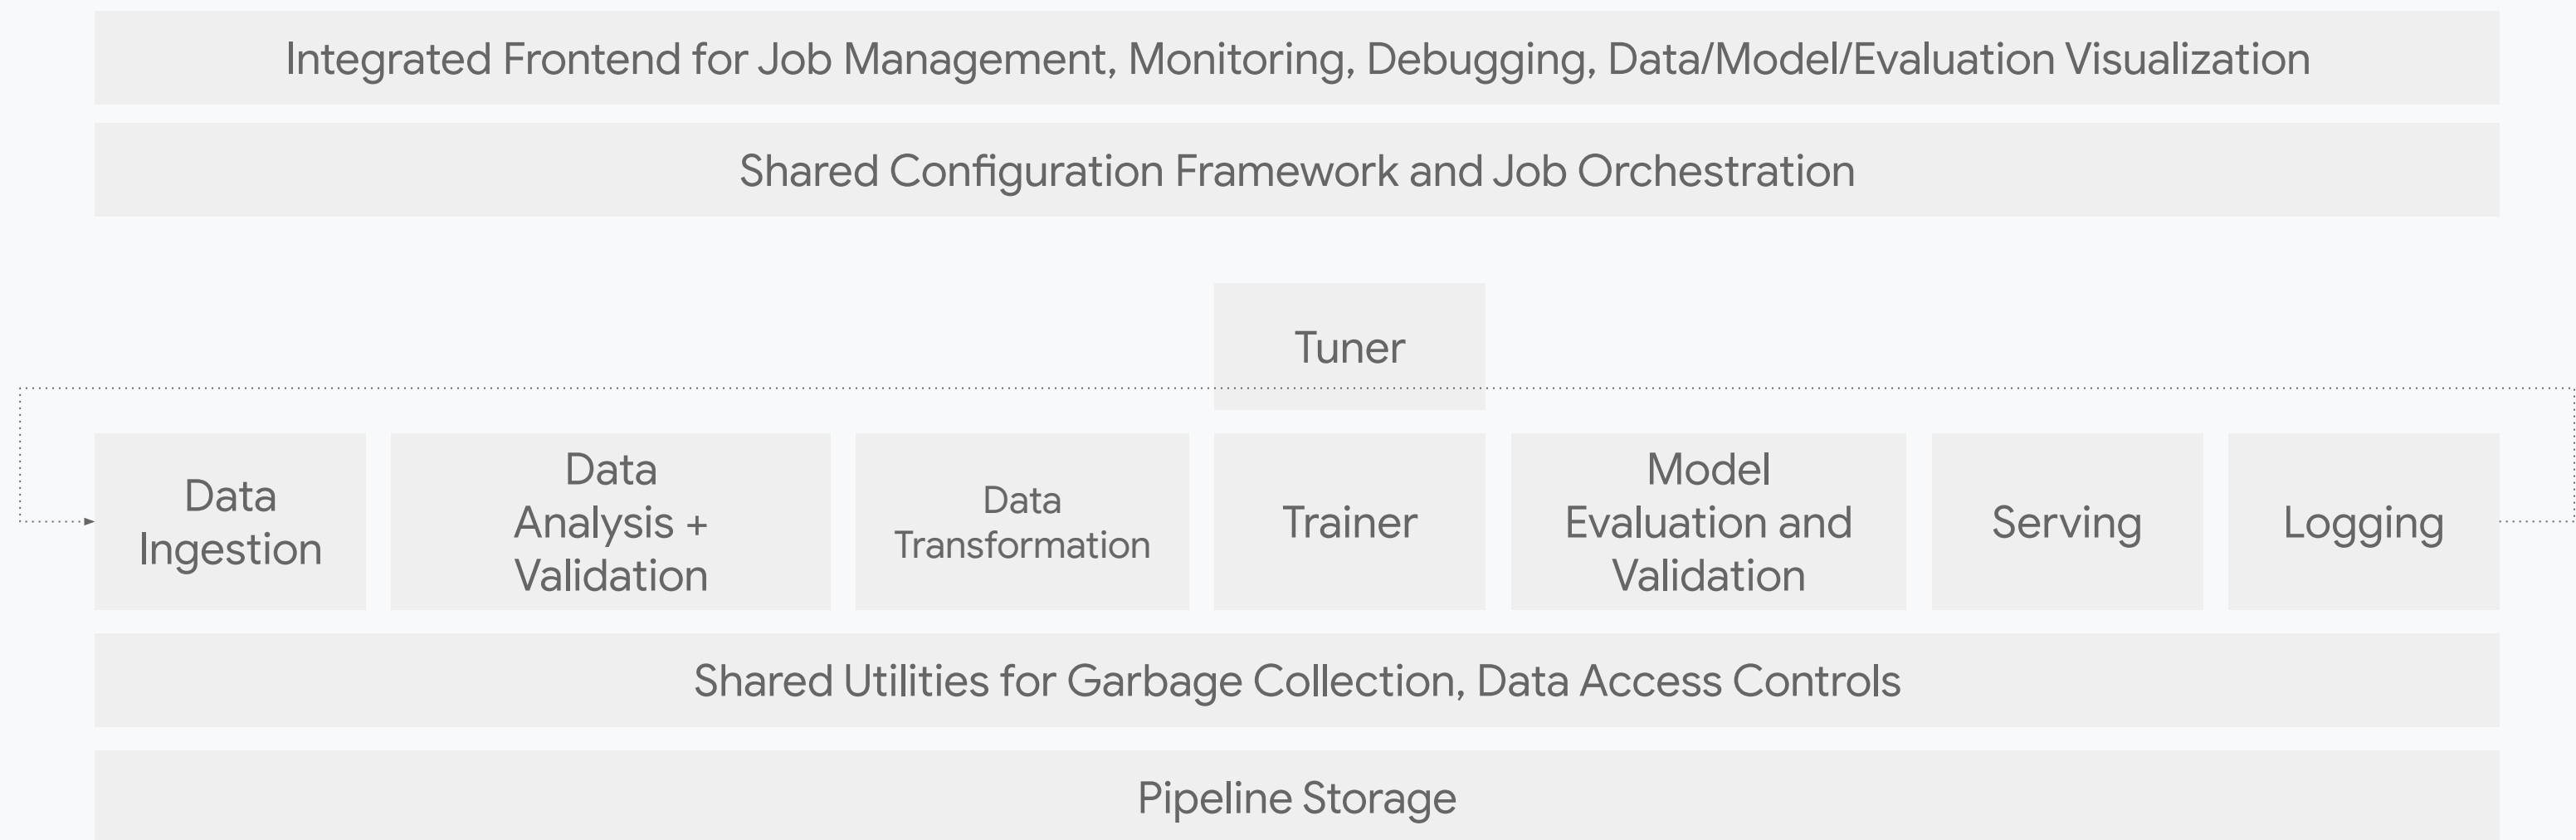 Integrated Frontend for Job Management, Monitoring, Debugging, Data/Model/Evaluation Visualization
Shared Configuration Framework and Job Orchestration
Tuner
Data
Ingestion
Data
Analysis +
Validation
Data
Transformation
Trainer
Model
Evaluation and
Validation
Serving
Logging
Shared Utilities for Garbage Collection, Data Access Controls
Pipeline Storage